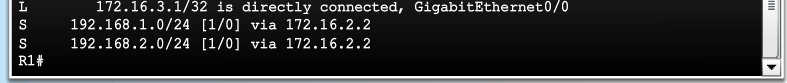 L 172.16.3.1/32 is directly connected, GigabitEthernet0/0
S 192.168.1.0/24 [1/0] via 172.16.2.2
S 192.168.2.0/24 [1/0] via 172.16.2.2
R1#